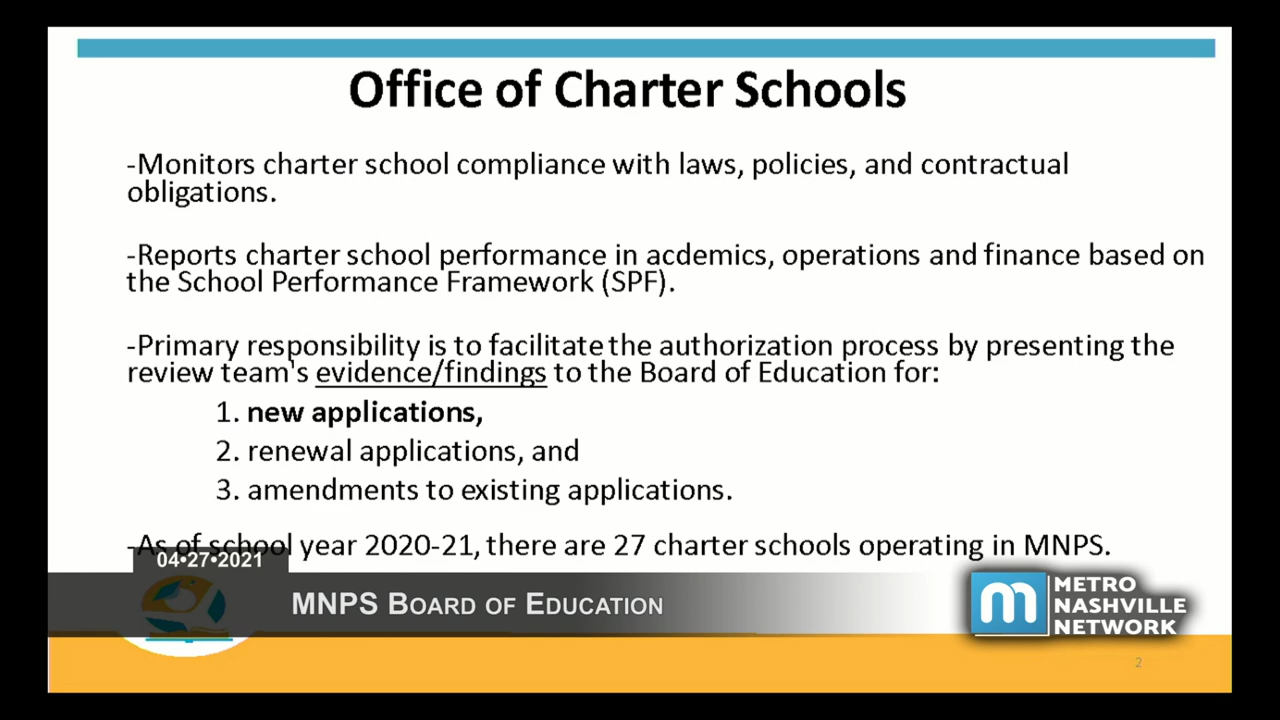 Office of Charter Schools
-Monitors charter school compliance with laws, policies, and contractual
obligations.
-Reports charter school performance in acdemics, operations and finance based on
the School Performance Framework (SPF).
-Primary responsibility is to facilitate the authorization process by presenting the
review team's evidence/findings to the Board of Education for:
1. new applications,
2. renewal applications, and
3. amendments to existing applications.
-As of school year 2020-21, there are 27 charter schools operating in MNPS.
04•27•2021
MNPS BOARD OF EDUCATION
m
METRO
NASHVILLE
NETWORK
2